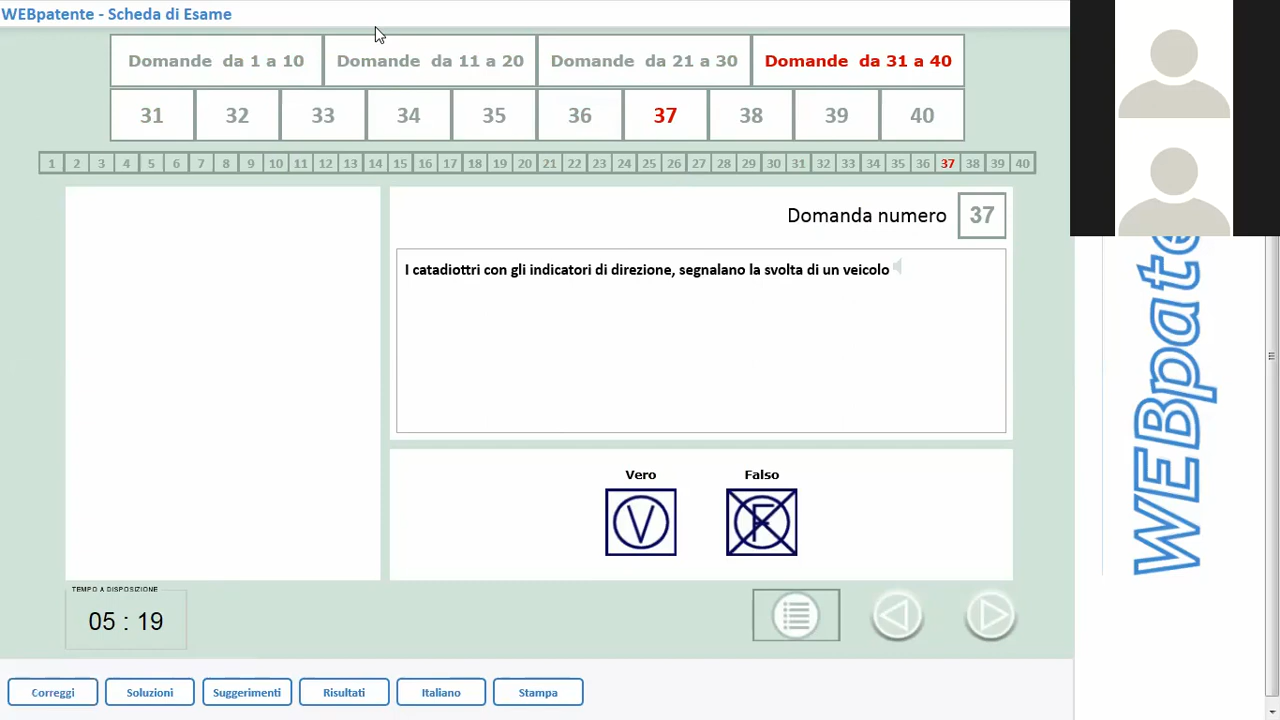 WEBpatente - Scheda di Esame
Domande da 1 a 10 Domande da 11 a 20 Domande da 21 a 30 Domande da 31 a 40
31 32 33 34 35 36 37 38 39 40
1 2 3 4 5 6 7 8 9 10 11 12 13 14 15 16 17 18 19 20 21 22 23 24 25 26 27 28 29 30 31 32 33 34 35 36 37 38 39 40
Domanda numero 37
I catadiottri con gli indicatori di direzione, segnalano la svolta di un veicolo
Vero Falso
V F
TEMPO A DISPOSIZIONE
05 : 19
Correggi Soluzioni Suggerimenti Risultati Italiano Stampa
WEBpatente